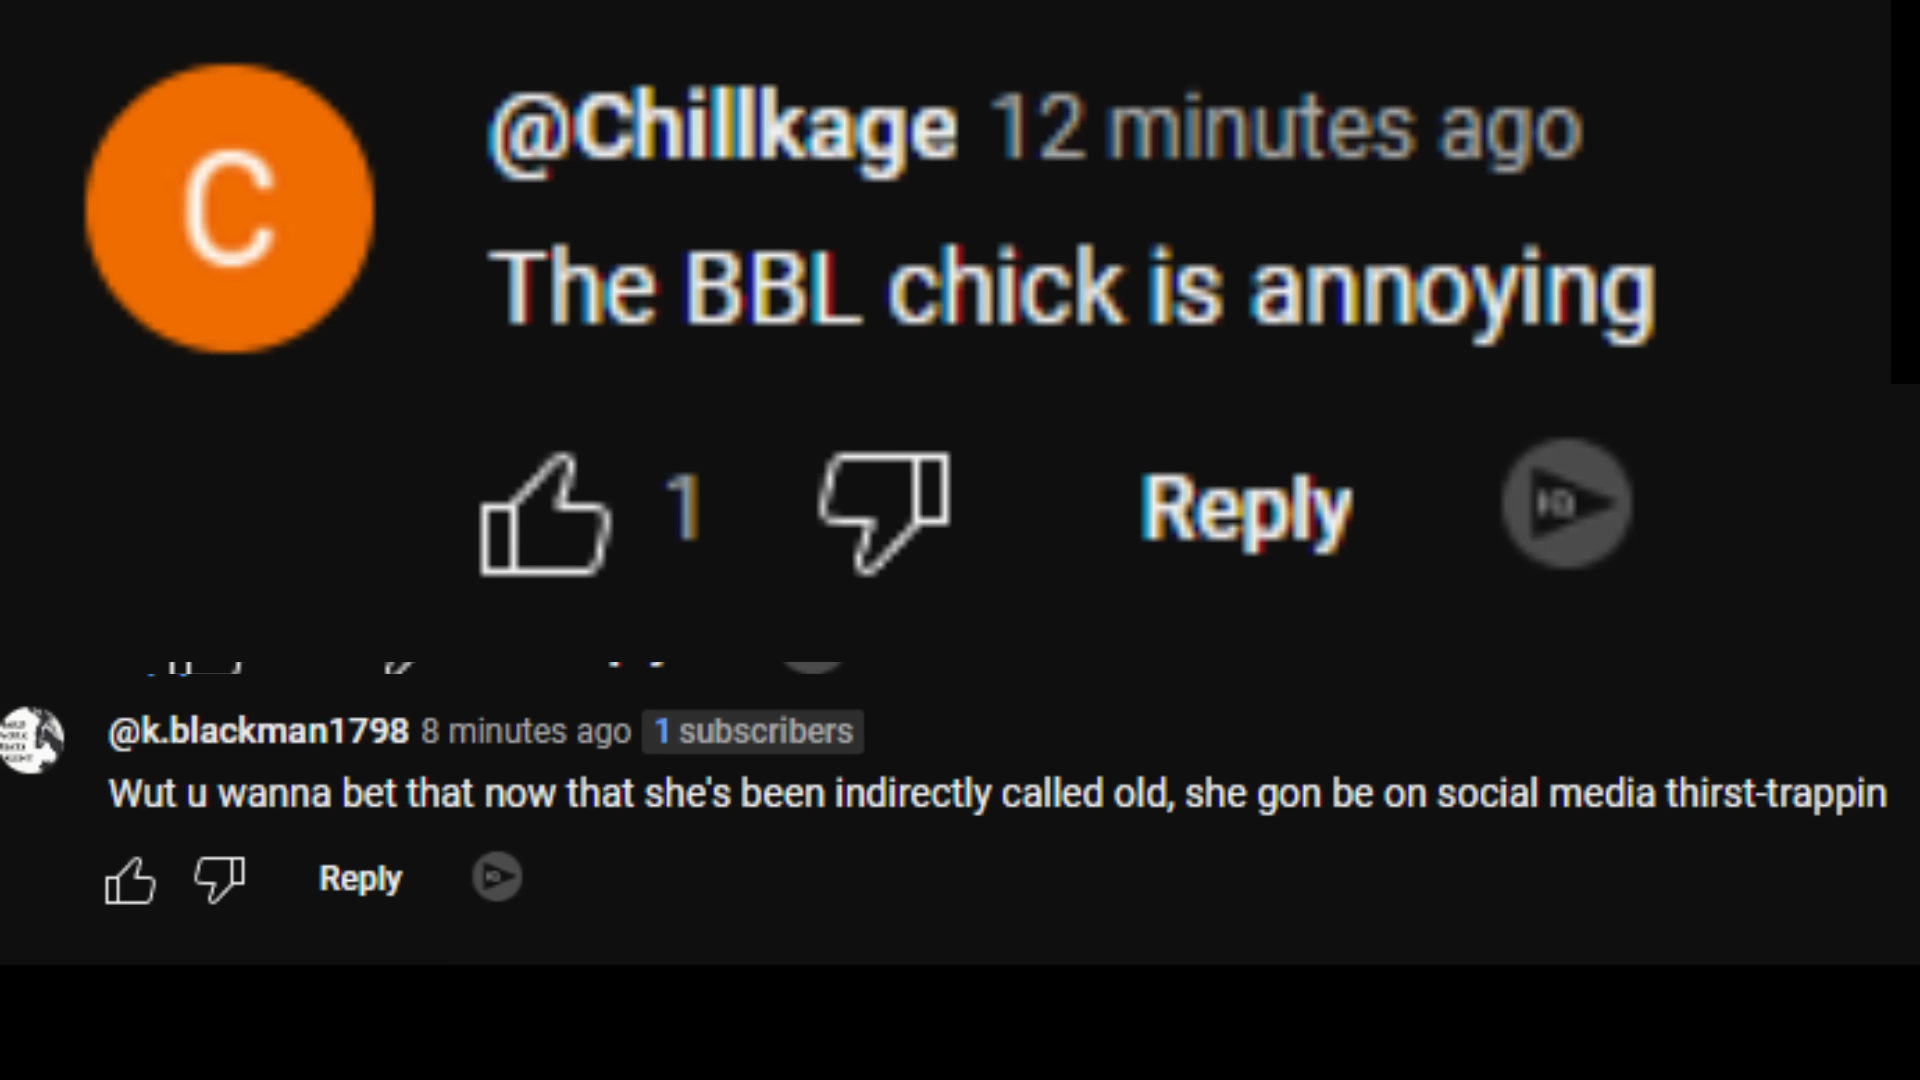 C
@Chillkage 12 minutes ago
The BBL chick is annoying
1 Reply
@k.blackman1798 8 minutes ago 1 subscribers
Wut u wanna bet that now that she's been indirectly called old, she gon be on social media thirst-trappin
Reply